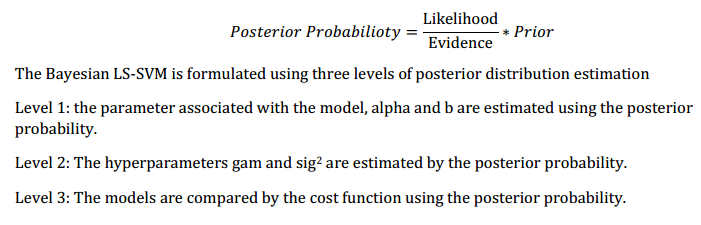 Posterior Probabilioty = Likelihood / Evidence * Prior
The Bayesian LS-SVM is formulated using three levels of posterior distribution estimation
Level 1: the parameter associated with the model, alpha and b are estimated using the posterior
probability.
Level 2: The hyperparameters gam and sig² are estimated by the posterior probability.
Level 3: The models are compared by the cost function using the posterior probability.